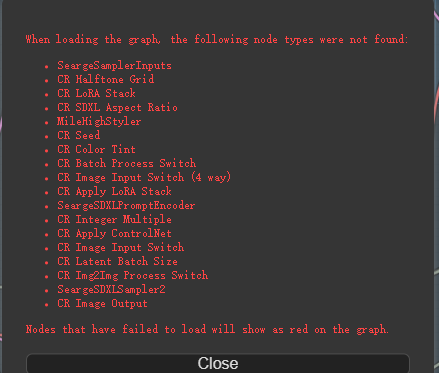 When loading the graph, the following node types were not found:
• SeargeSamplerInputs
• CR Halftone Grid
• CR LoRA Stack
• CR SDXL Aspect Ratio
• MileHighStyler
• CR Seed
• CR Color Tint
• CR Batch Process Switch
• CR Image Input Switch (4 way)
• CR Apply LoRA Stack
• SeargeSDXLPromptEncoder
• CR Integer Multiple
• CR Apply ControlNet
• CR Image Input Switch
• CR Latent Batch Size
• CR Img2Img Process Switch
• SeargeSDXLSampler2
• CR Image Output
Nodes that have failed to load will show as red on the graph.
Close